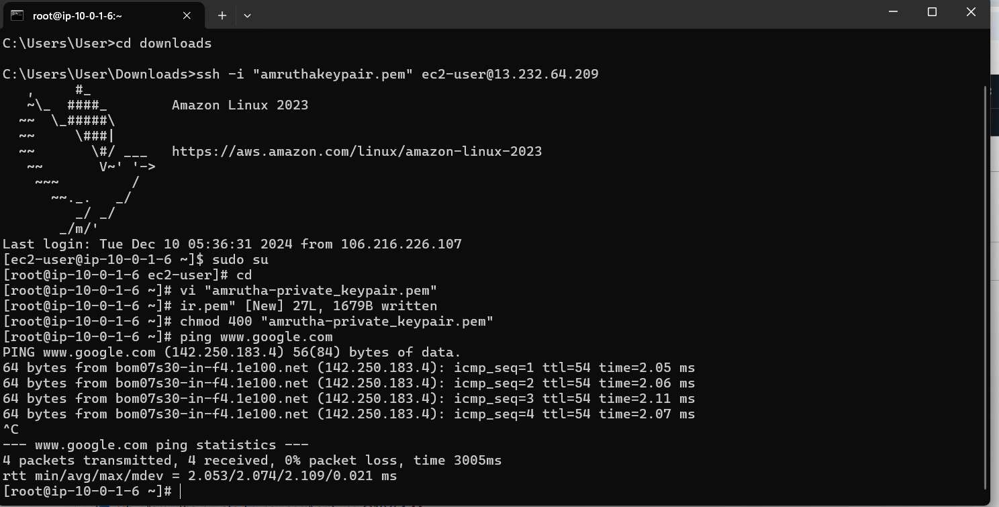 root@ip-10-0-1-6:~
C:\Users\User>cd downloads
C:\Users\User\Downloads>ssh -i "amruthakeypair.pem" ec2-user@13.232.64.209
   ,     #_
   ~\_  ####_        Amazon Linux 2023
  ~~  \_#####\
  ~~     \###|
  ~~       \#/ ___   https://aws.amazon.com/linux/amazon-linux-2023
   ~~       V~' '->
    ~~~         /
      ~~._.   _/
         _/ _/
       _/m/'
Last login: Tue Dec 10 05:36:31 2024 from 106.216.226.107
[ec2-user@ip-10-0-1-6 ~]$ sudo su
[root@ip-10-0-1-6 ec2-user]# cd
[root@ip-10-0-1-6 ~]# vi "amrutha-private_keypair.pem"
[root@ip-10-0-1-6 ~]# ir.pem" [New] 27L, 1679B written
[root@ip-10-0-1-6 ~]# chmod 400 "amrutha-private_keypair.pem"
[root@ip-10-0-1-6 ~]# ping www.google.com
PING www.google.com (142.250.183.4) 56(84) bytes of data.
64 bytes from bom07s30-in-f4.1e100.net (142.250.183.4): icmp_seq=1 ttl=54 time=2.05 ms
64 bytes from bom07s30-in-f4.1e100.net (142.250.183.4): icmp_seq=2 ttl=54 time=2.06 ms
64 bytes from bom07s30-in-f4.1e100.net (142.250.183.4): icmp_seq=3 ttl=54 time=2.11 ms
64 bytes from bom07s30-in-f4.1e100.net (142.250.183.4): icmp_seq=4 ttl=54 time=2.07 ms
^C
--- www.google.com ping statistics ---
4 packets transmitted, 4 received, 0% packet loss, time 3005ms
rtt min/avg/max/mdev = 2.053/2.074/2.109/0.021 ms
[root@ip-10-0-1-6 ~]#